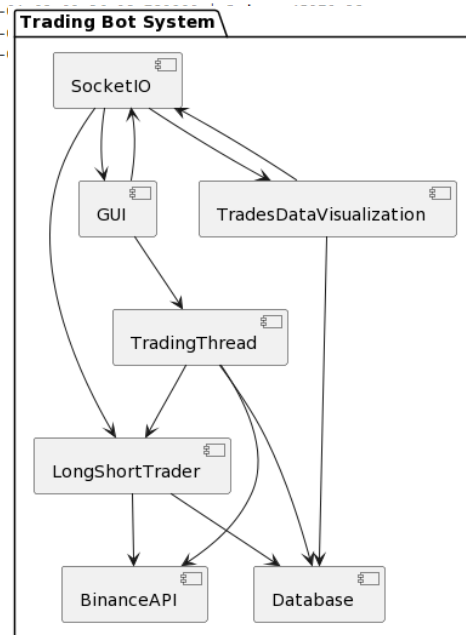 Trading Bot System
SocketIO
GUI
TradesDataVisualization
TradingThread
LongShortTrader
BinanceAPI
Database